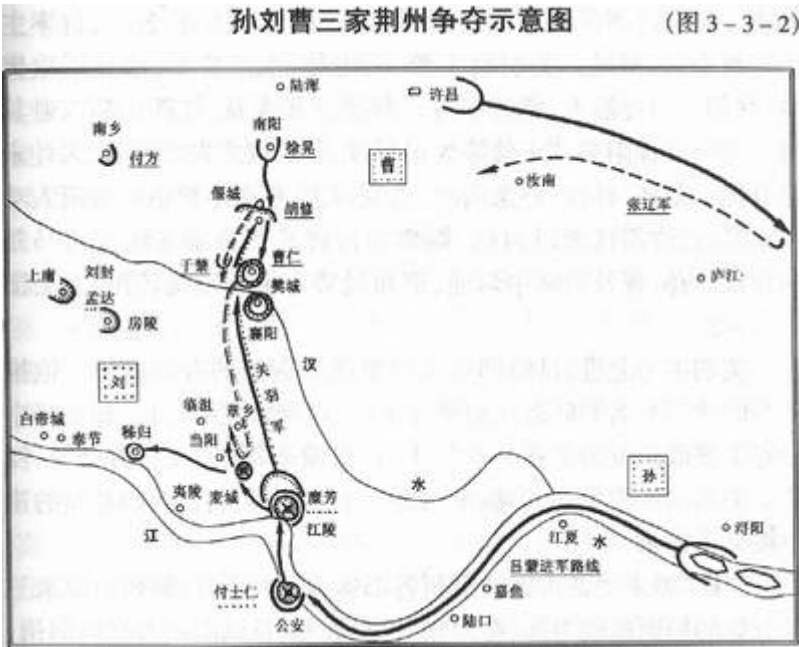 孙刘曹三家荆州争夺示意图
(图3-3-2)
陆浑
许县
南乡
南阳
付方
徐晃
曹
汝南
偃城
胡修
张辽军
于禁
曹仁
上庸
刘封
樊城
庐江
孟达
房陵
襄阳
汉
刘
关羽军
临沮
章乡
白帝城
奉节
秭归
当阳
水
孙
夷陵
麦城
糜芳
江
江陵
江夏
水
浔阳
吕蒙进军路线
付士仁
嘉鱼
公安
陆口